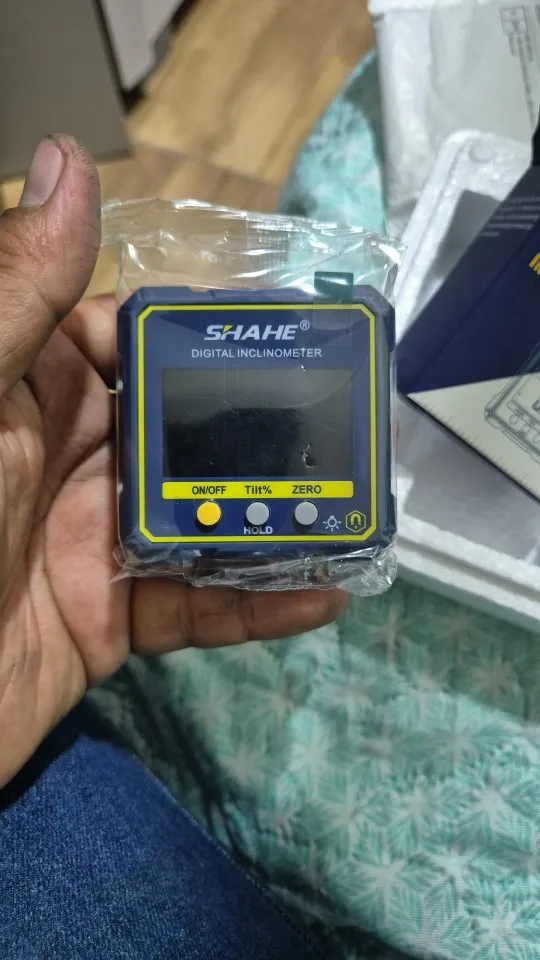 SHAHE®
DIGITAL INCLINOMETER
ON/OFF Tilt% ZERO
HOLD